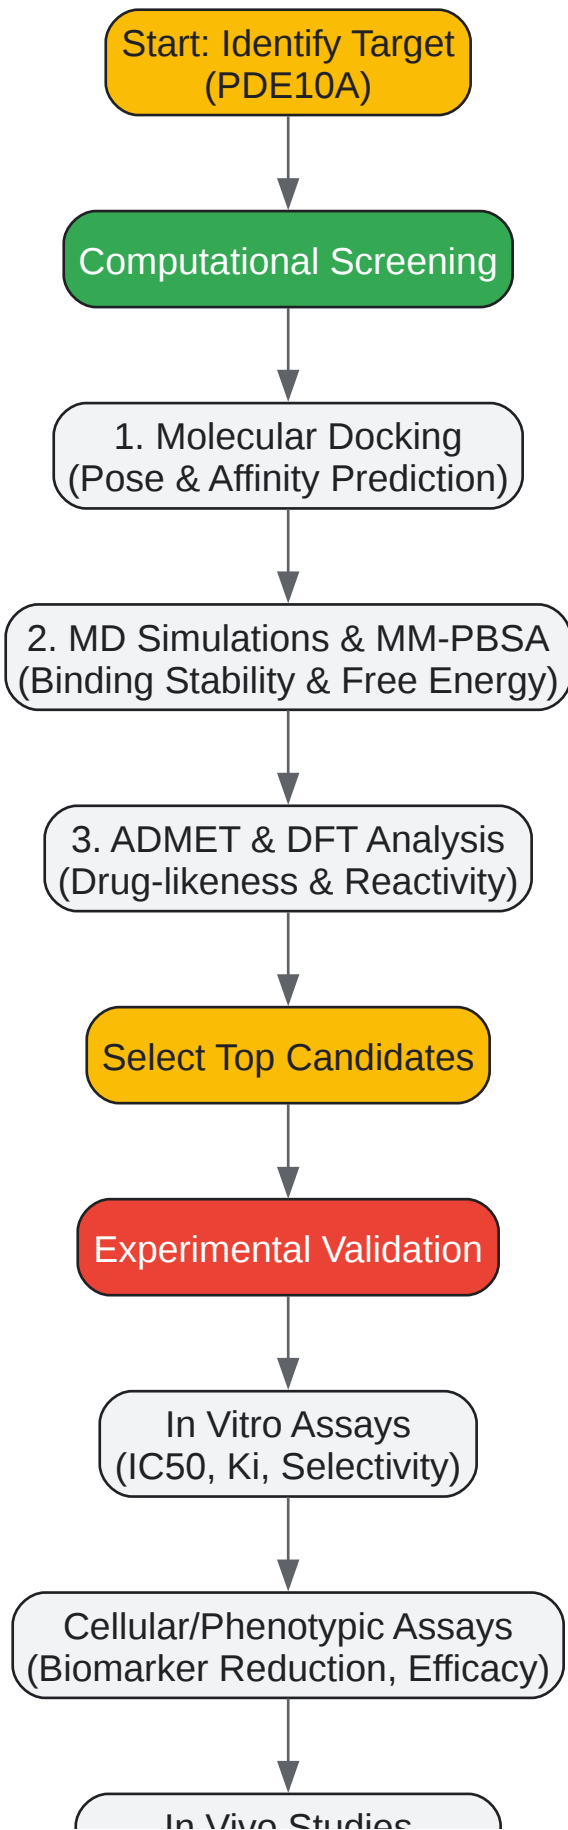 Start: Identify Target
(PDE10A)
Computational Screening
1. Molecular Docking
(Pose & Affinity Prediction)
2. MD Simulations & MM-PBSA
(Binding Stability & Free Energy)
3. ADMET & DFT Analysis
(Drug-likeness & Reactivity)
Select Top Candidates
Experimental Validation
In Vitro Assays
(IC50, Ki, Selectivity)
Cellular/Phenotypic Assays
(Biomarker Reduction, Efficacy)
In Vivo Studies